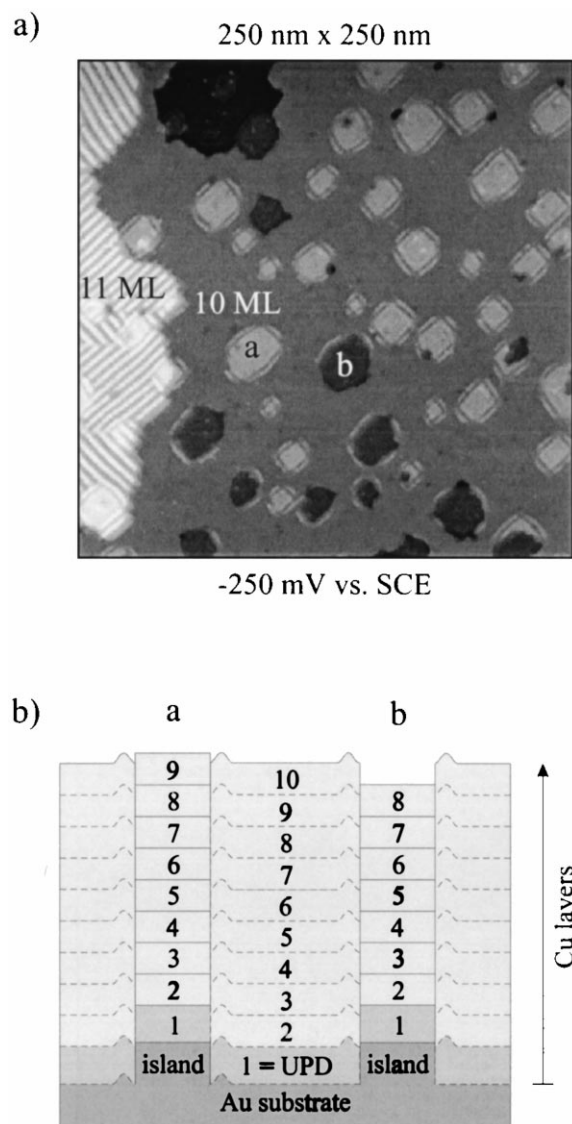 a)
250 nm x 250 nm
11 ML
10 ML
a
b
-250 mV vs. SCE
b)
a
b
9
8
7
6
5
4
3
2
1
island
10
9
8
7
6
5
4
3
2
1 = UPD
8
7
6
5
4
3
2
1
island
Au substrate
Cu layers